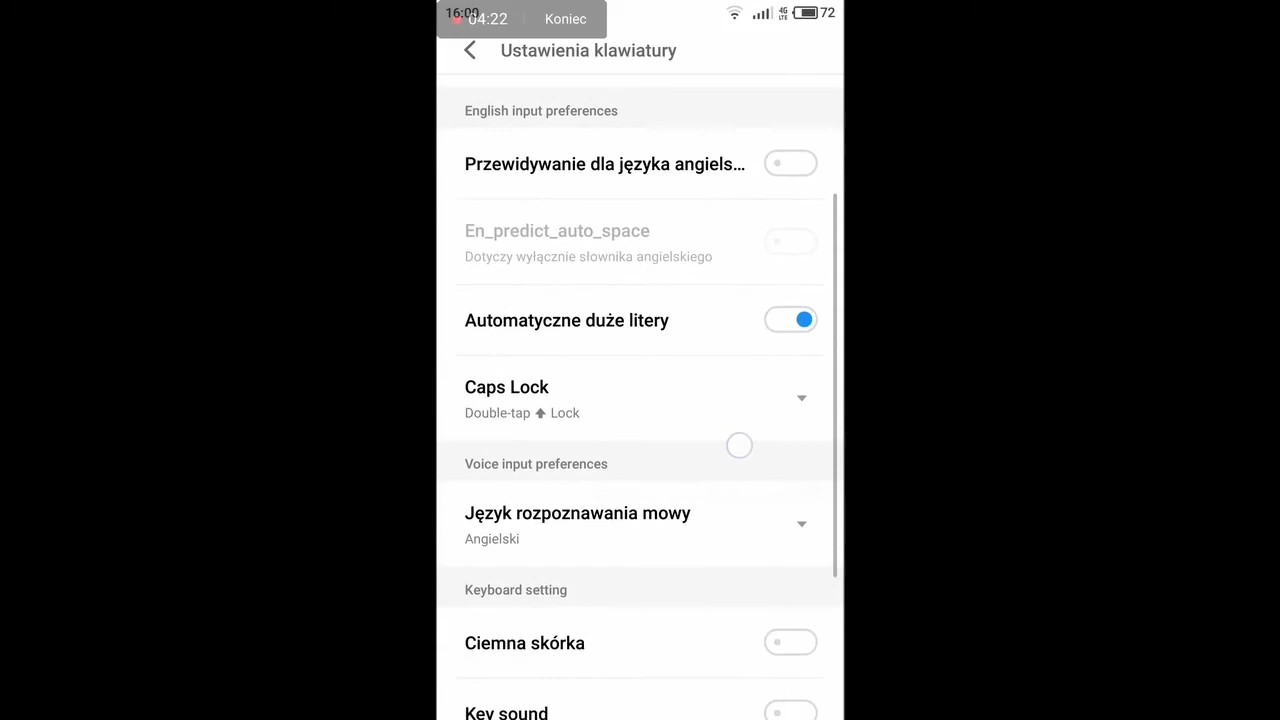 16:00
04:22 Koniec
4G LTE 72
Ustawienia klawiatury
English input preferences
Przewidywanie dla języka angiels...
En_predict_auto_space
Dotyczy wyłącznie słownika angielskiego
Automatyczne duże litery
Caps Lock
Double-tap ⬆ Lock
Voice input preferences
Język rozpoznawania mowy
Angielski
Keyboard setting
Ciemna skórka
Key sound